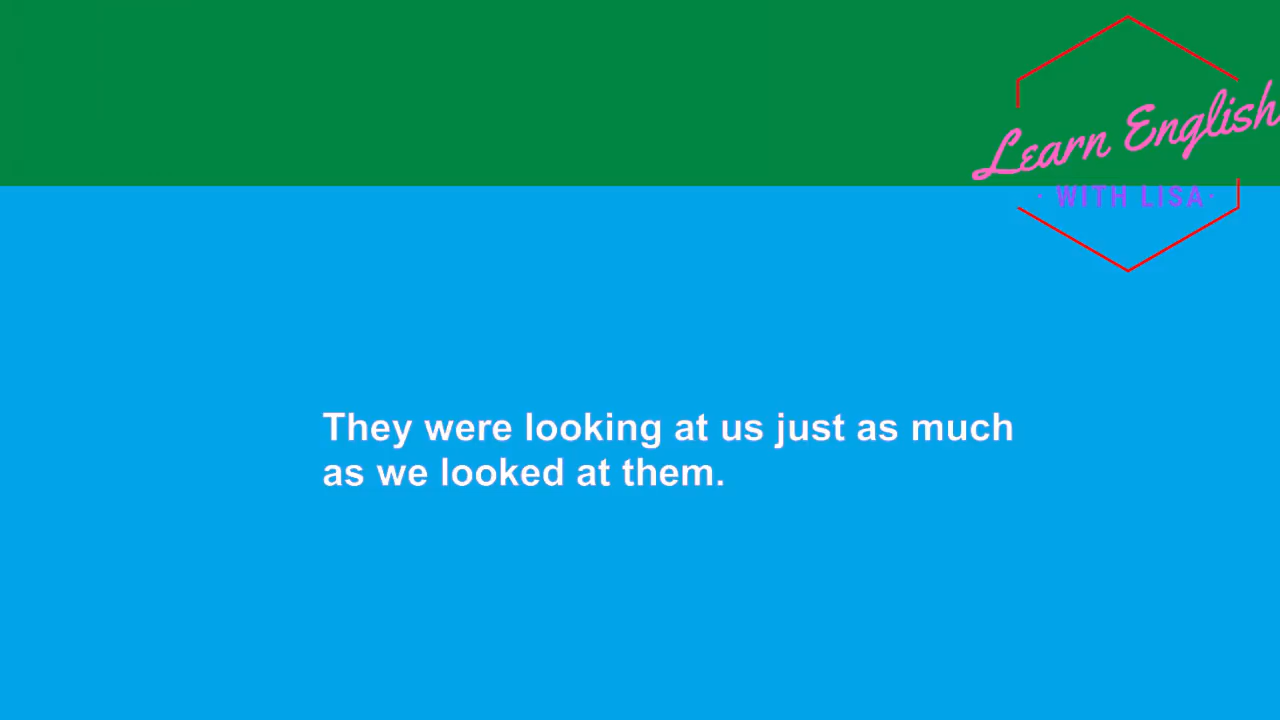 Learn English
· WITH LISA ·
They were looking at us just as much
as we looked at them.